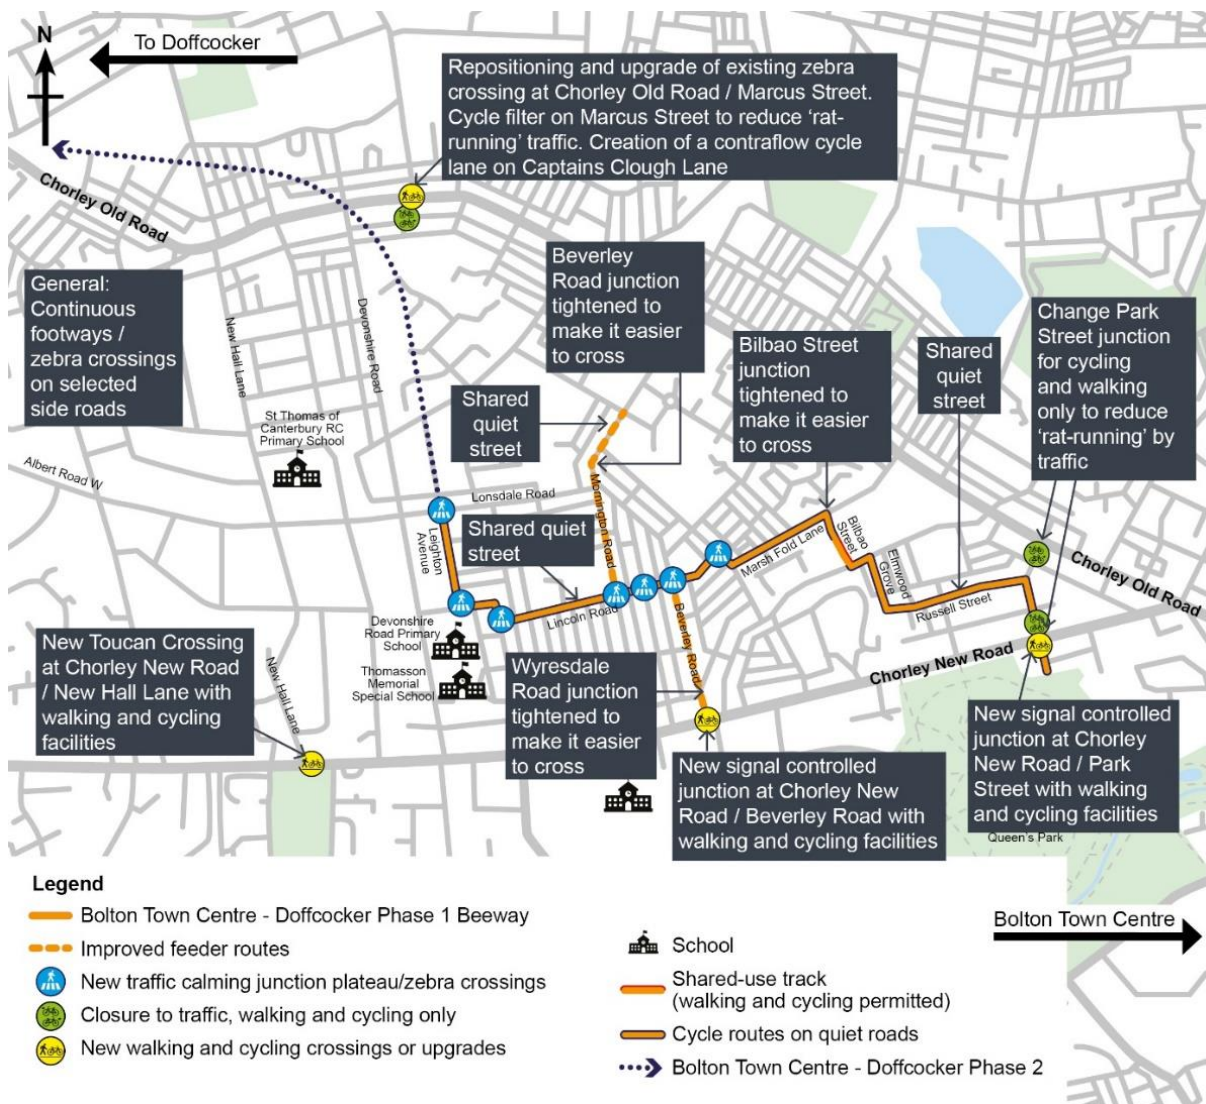 N
To Doffcocker
Repositioning and upgrade of existing zebra
crossing at Chorley Old Road / Marcus Street.
Cycle filter on Marcus Street to reduce ‘rat-
running’ traffic. Creation of a contraflow cycle
lane on Captains Clough Lane
Chorley Old Road
General:
Continuous
footways /
zebra crossings
on selected
side roads
New Hall Lane
Devonshire Road
Beverley
Road junction
tightened to
make it easier
to cross
Bilbao Street
junction
tightened to
make it easier
to cross
Shared
quiet
street
Change Park
Street junction
for cycling
and walking
only to reduce
‘rat-running’ by
traffic
Shared
quiet
street
St Thomas of
Canterbury RC
Primary School
Albert Road W
Lonsdale Road
Mornington Road
Shared quiet
street
Leighton
Avenue
Lincoln Road
Marsh Fold Lane
Bilbao
Street
Elmwood
Grove
Russell Street
Chorley Old Road
Devonshire
Road Primary
School
Thomasson
Memorial
Special School
Beverley Road
Chorley New Road
New Toucan Crossing
at Chorley New Road
/ New Hall Lane with
walking and cycling
facilities
New Hall Lane
Wyresdale
Road junction
tightened to
make it easier
to cross
New signal controlled
junction at Chorley New
Road / Beverley Road with
walking and cycling facilities
New signal controlled
junction at Chorley
New Road / Park
Street with walking
and cycling facilities
Queen's Park
Legend
Bolton Town Centre - Doffcocker Phase 1 Beeway
Improved feeder routes
New traffic calming junction plateau/zebra crossings
Closure to traffic, walking and cycling only
New walking and cycling crossings or upgrades
School
Shared-use track
(walking and cycling permitted)
Cycle routes on quiet roads
Bolton Town Centre - Doffcocker Phase 2
Bolton Town Centre